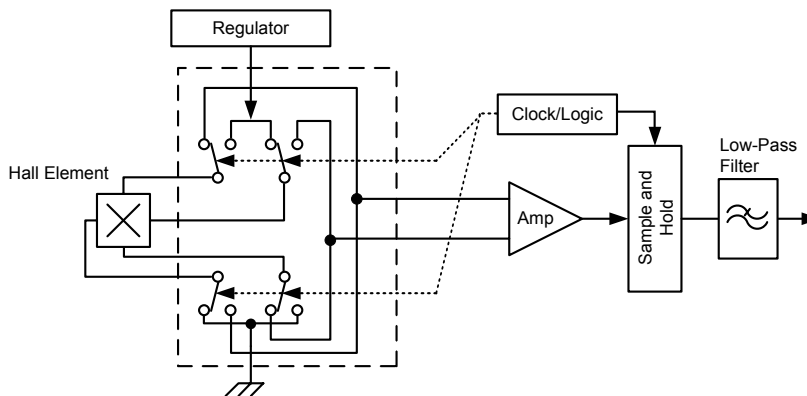 Regulator
Clock/Logic
Hall Element
Low-Pass
Filter
Amp
Sample and
Hold